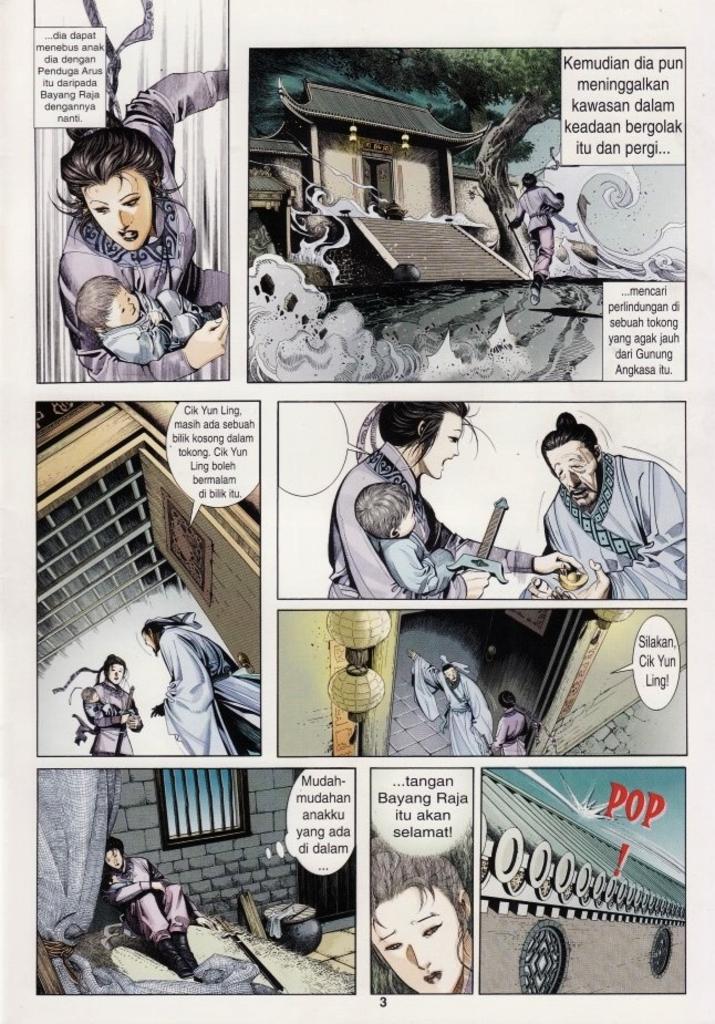 ...dia dapat
menebus anak
dia dengan
Penduga Arus
itu daripada
Bayang Raja
dengannya
nanti.
Kemudian dia pun
meninggalkan
kawasan dalam
keadaan bergolak
itu dan pergi...
...mencari
perlindungan di
sebuah tokong
yang agak jauh
dari Gunung
Angkasa itu.
Cik Yun Ling,
masih ada sebuah
bilik kosong dalam
tokong. Cik Yun
Ling boleh
bermalam
di bilik itu.
Silakan,
Cik Yun
Ling!
Mudah-
mudahan
anakku
yang ada
di dalam
...
...tangan
Bayang Raja
itu akan
selamat!
POP
!
3